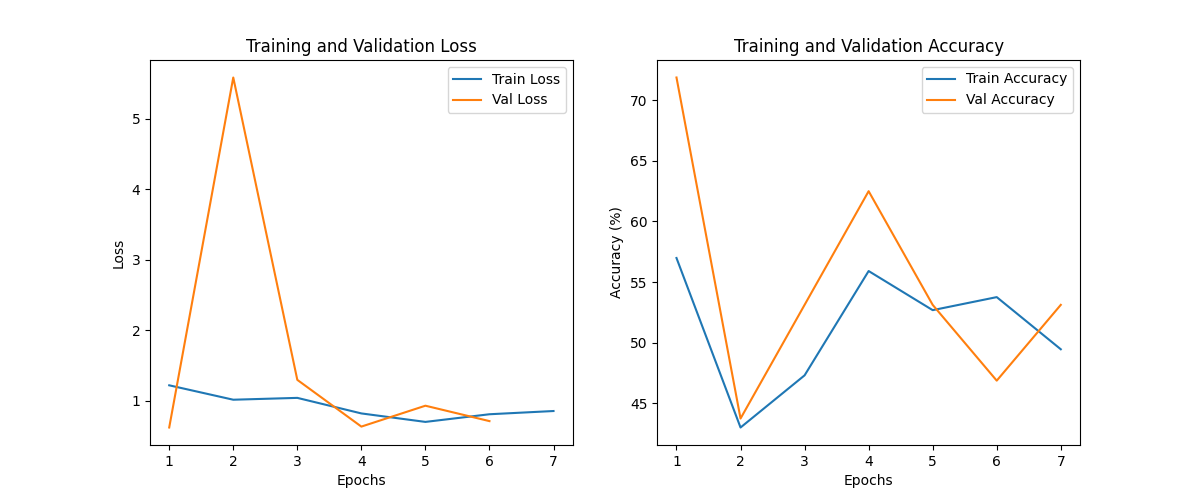 Training and Validation Loss
Train Loss
Val Loss
5
4
3
2
1
Loss
1 2 3 4 5 6 7
Epochs
Training and Validation Accuracy
Train Accuracy
Val Accuracy
70
65
60
55
50
45
Accuracy (%)
1 2 3 4 5 6 7
Epochs